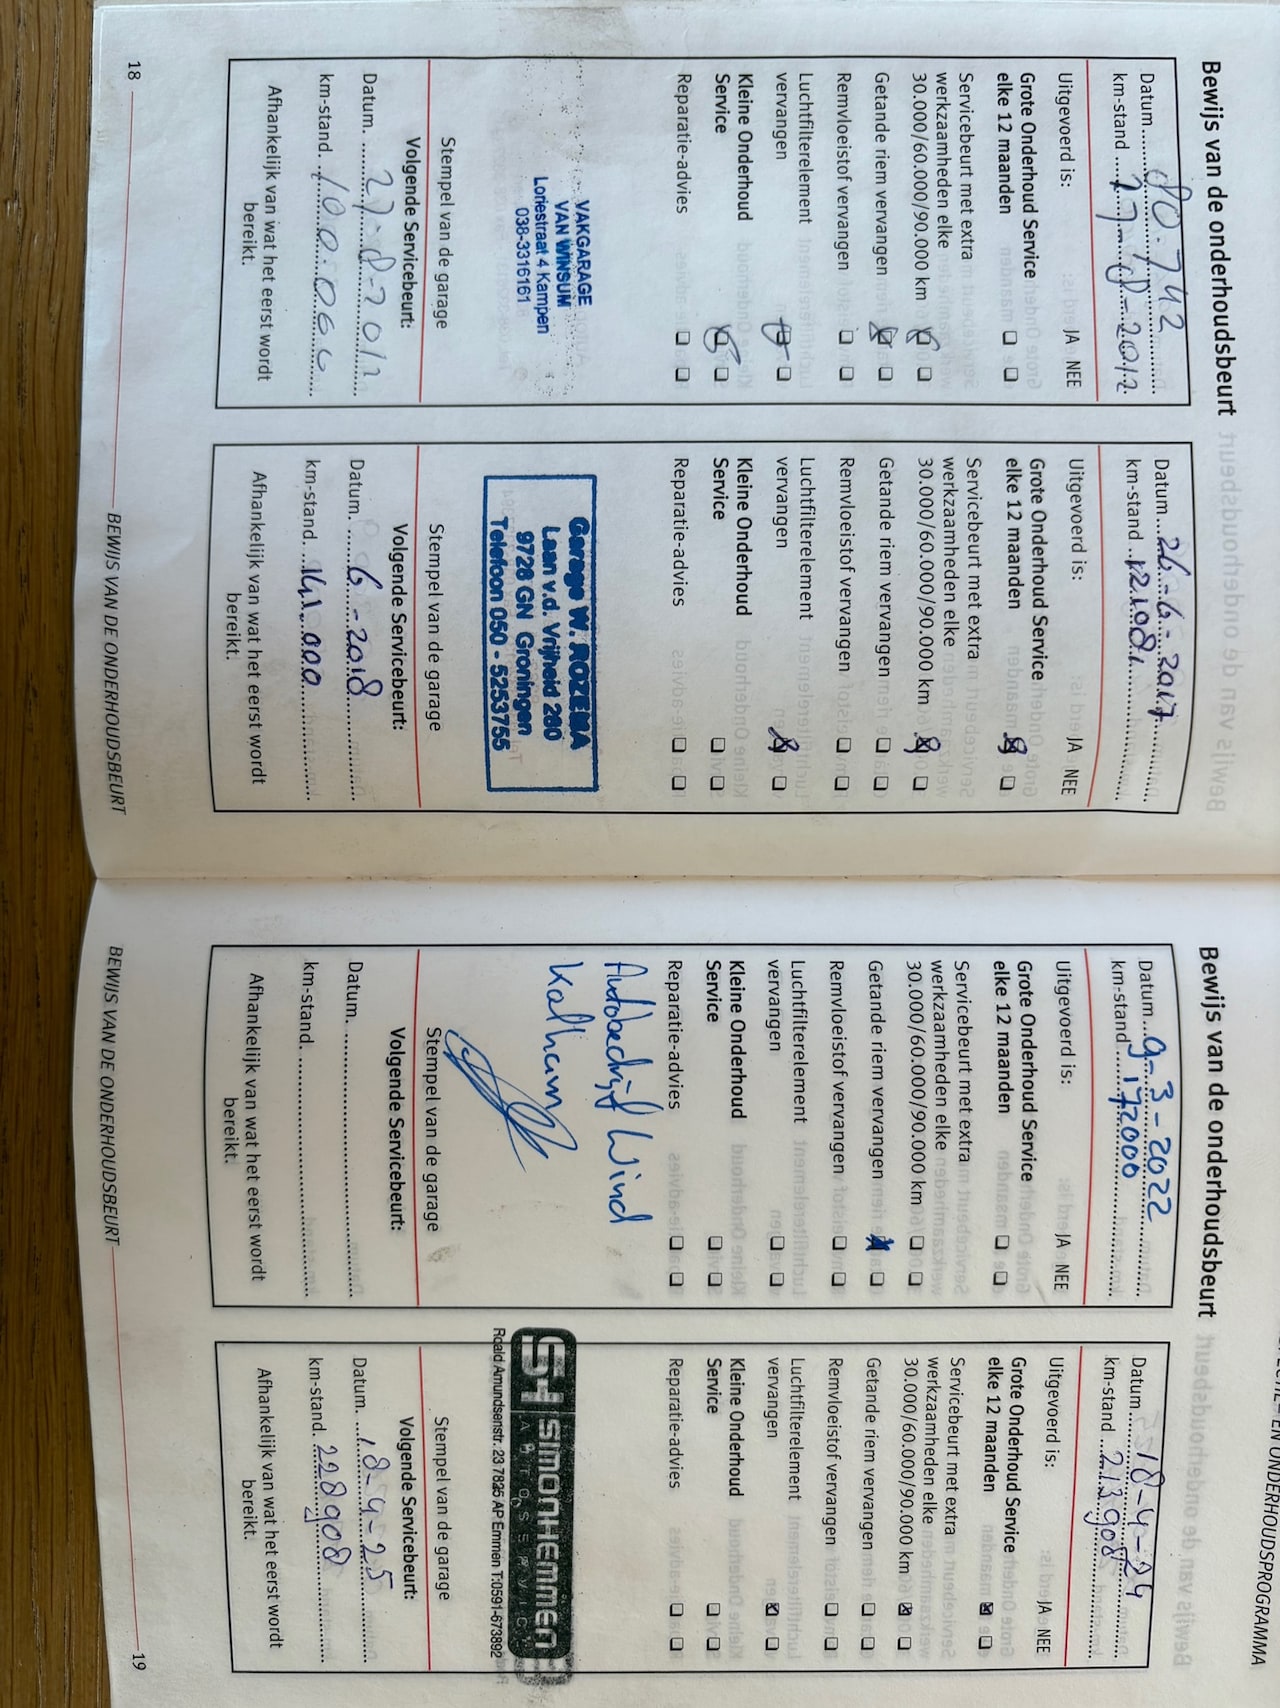 Bewijs van de onderhoudsbeurt
Datum 80.742
km-stand 27-8-2012
Uitgevoerd is: JA NEE
Grote Onderhoud Service
elke 12 maanden
Servicebeurt met extra
werkzaamheden elke
30.000/60.000/90.000 km
Getande riem vervangen
Remvloeistof vervangen
Luchtfilterelement
vervangen
Kleine Onderhoud
Service
Reparatie-advies
VAKGARAGE
VAN WINSUM
Loriestraat 4 Kampen
038-3316161
Stempel van de garage
Volgende Servicebeurt:
Datum.
km-stand. 100.000
Afhankelijk van wat het eerst wordt
bereikt.
18
Datum 26-6-2017
km-stand 121081
Uitgevoerd is: JA NEE
Grote Onderhoud Service
elke 12 maanden
Servicebeurt met extra
werkzaamheden elke
30.000/60.000/90.000 km
Getande riem vervangen
Remvloeistof vervangen
Luchtfilterelement
vervangen
Kleine Onderhoud
Service
Reparatie-advies
Garage W. ROZEMA
Laan v.d. Vrijheid 280
9728 GN Groningen
Telefoon 050 - 5253755
Stempel van de garage
Volgende Servicebeurt:
Datum. 6-2018
km-stand. 141.000
Afhankelijk van wat het eerst wordt
bereikt.
BEWIJS VAN DE ONDERHOUDSBEURT
Bewijs van de onderhoudsbeurt
Datum 9-3-2022
km-stand 172000
Uitgevoerd is: JA NEE
Grote Onderhoud Service
elke 12 maanden
Servicebeurt met extra
werkzaamheden elke
30.000/60.000/90.000 km
Getande riem vervangen
Remvloeistof vervangen
Luchtfilterelement
vervangen
Kleine Onderhoud
Service
Reparatie-advies
Autobedrijf Wind
Kolham
Stempel van de garage
Volgende Servicebeurt:
Datum.
km-stand.
Afhankelijk van wat het eerst wordt
bereikt.
BEWIJS VAN DE ONDERHOUDSBEURT
Datum 18-4-24
km-stand 213908
Uitgevoerd is: JA NEE
Grote Onderhoud Service
elke 12 maanden
Servicebeurt met extra
werkzaamheden elke
30.000/60.000/90.000 km
Getande riem vervangen
Remvloeistof vervangen
Luchtfilterelement
vervangen
Kleine Onderhoud
Service
Reparatie-advies
SH SIMONHEMMEN
AUTOSERVICE
Roald Amundsenstr. 23 7825 AP Emmen T:0591-673892
Stempel van de garage
Volgende Servicebeurt:
Datum. 18-4-25
km-stand. 228908
Afhankelijk van wat het eerst wordt
bereikt.
19
EN ONDERHOUDSPROGRAMMA